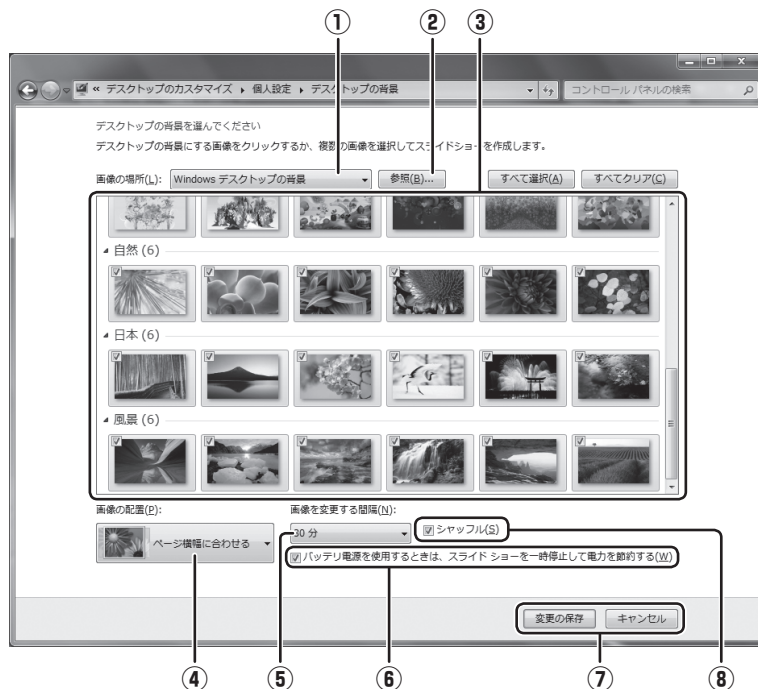 ① ② ③
« デスクトップのカスタマイズ ▸ 個人設定 ▸ デスクトップの背景
コントロール パネルの検索
デスクトップの背景を選んでください
デスクトップの背景にする画像をクリックするか、複数の画像を選択してスライドショーを作成します。
画像の場所(L): Windows デスクトップの背景 参照(B)... すべて選択(A) すべてクリア(C)
自然 (6)
日本 (6)
風景 (6)
画像の配置(P): 画像を変更する間隔(N):
ページ横幅に合わせる 30 分 シャッフル(S)
バッテリ電源を使用するときは、スライド ショーを一時停止して電力を節約する(W)
変更の保存 キャンセル
④ ⑤ ⑥ ⑦ ⑧